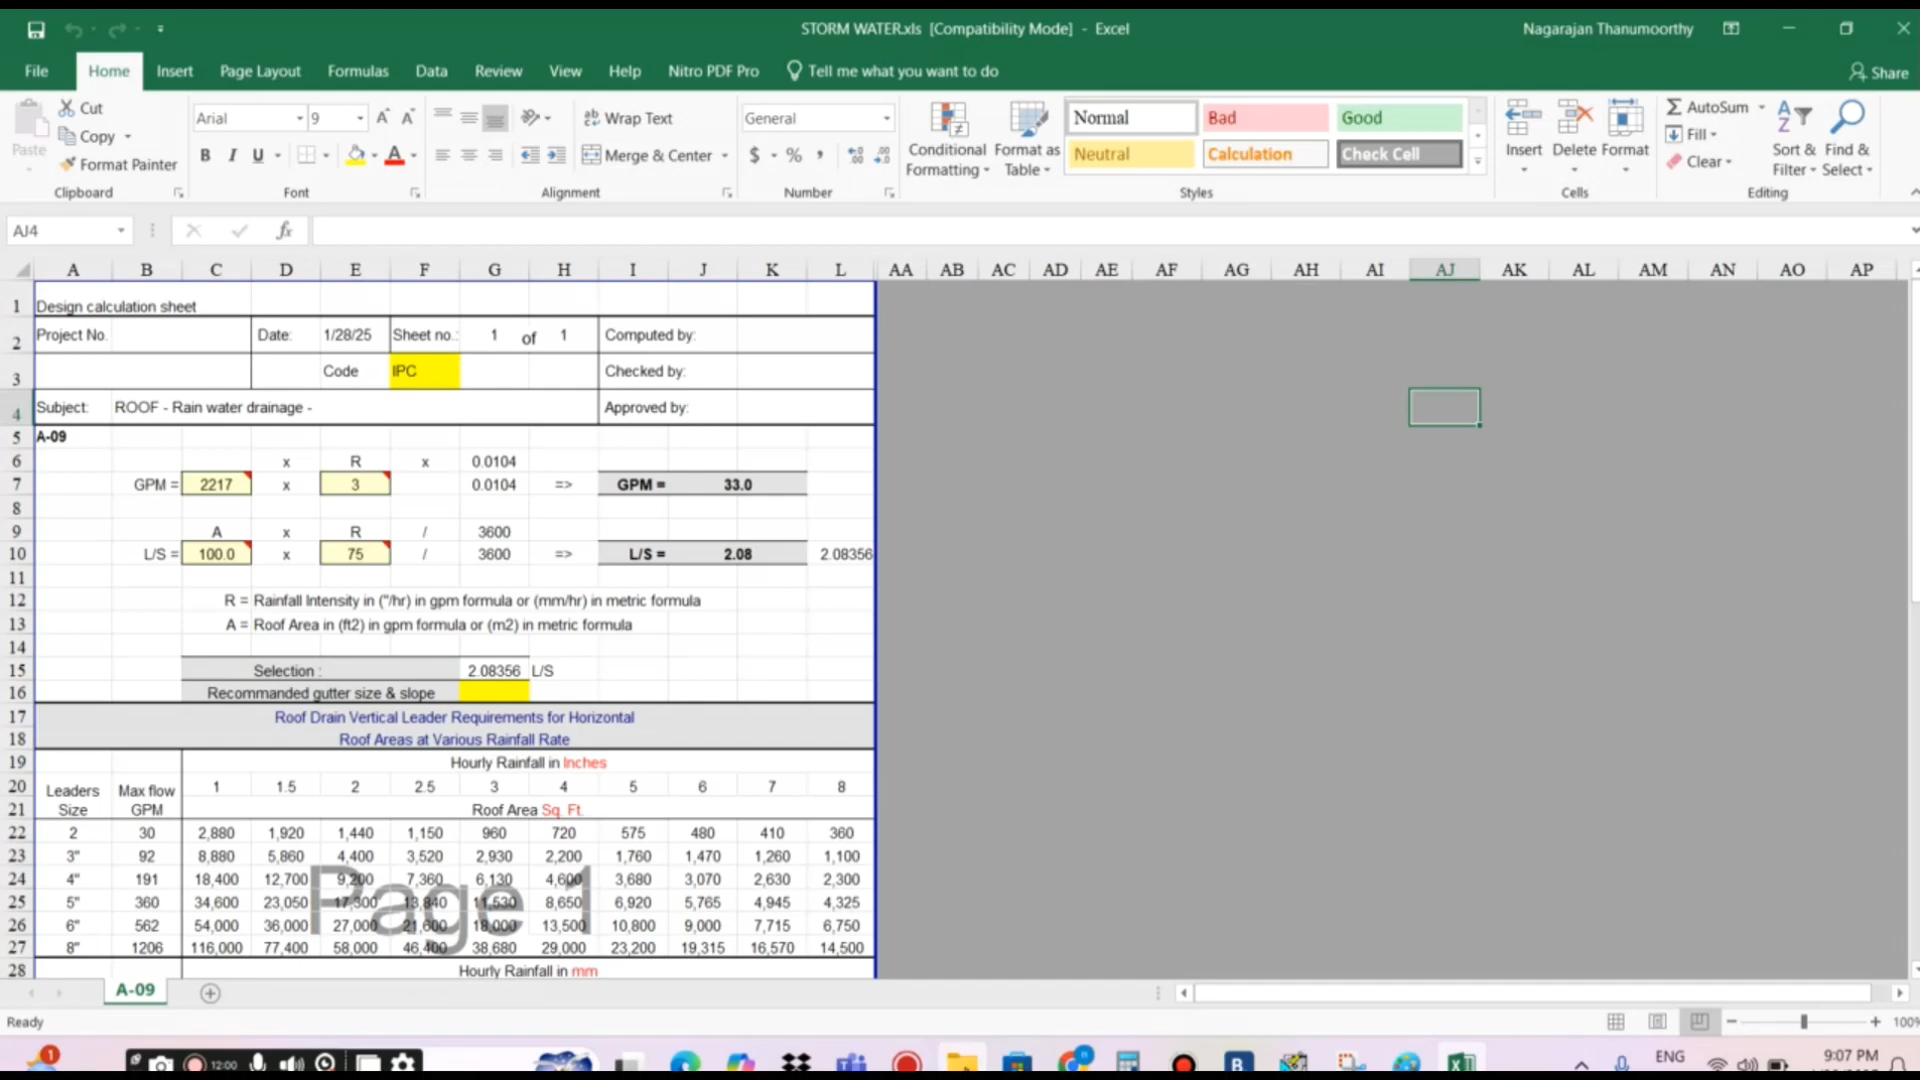 STORM WATER.xls [Compatibility Mode] - Excel
Nagarajan Thanumoorthy
File Home Insert Page Layout Formulas Data Review View Help Nitro PDF Pro Tell me what you want to do Share
Cut
Copy
Format Painter
Paste
Clipboard
Arial 9
B I U A
Font
Wrap Text
Merge & Center
Alignment
General
$ % ,
Number
Conditional Formatting
Format as Table
Normal Bad Good
Neutral Calculation Check Cell
Styles
Insert Delete Format
Cells
AutoSum
Fill
Clear
Sort & Filter
Find & Select
Editing
AJ4 fx
A B C D E F G H I J K L AA AB AC AD AE AF AG AH AI AJ AK AL AM AN AO AP
1 Design calculation sheet
2 Project No. Date: 1/28/25 Sheet no.: 1 of 1 Computed by:
3 Code IPC Checked by:
4 Subject: ROOF - Rain water drainage - Approved by:
5 A-09
6 x R x 0.0104
7 GPM = 2217 x 3 0.0104 => GPM = 33.0
8
9 A x R / 3600
10 L/S = 100.0 x 75 / 3600 => L/S = 2.08 2.08356
11
12 R = Rainfall Intensity in ("/hr) in gpm formula or (mm/hr) in metric formula
13 A = Roof Area in (ft2) in gpm formula or (m2) in metric formula
14
15 Selection : 2.08356 L/S
16 Recommanded gutter size & slope
17 Roof Drain Vertical Leader Requirements for Horizontal
18 Roof Areas at Various Rainfall Rate
19 Hourly Rainfall in Inches
20 Leaders Max flow 1 1.5 2 2.5 3 4 5 6 7 8
21 Size GPM Roof Area Sq. Ft.
22 2 30 2,880 1,920 1,440 1,150 960 720 575 480 410 360
23 3" 92 8,880 5,860 4,400 3,520 2,930 2,200 1,760 1,470 1,260 1,100
24 4" 191 18,400 12,700 9,200 7,360 6,130 4,600 3,680 3,070 2,630 2,300
25 5" 360 34,600 23,050 17,300 13,840 11,530 8,650 6,920 5,765 4,945 4,325
26 6" 562 54,000 36,000 27,000 21,600 18,000 13,500 10,800 9,000 7,715 6,750
27 8" 1206 116,000 77,400 58,000 46,400 38,680 29,000 23,200 19,315 16,570 14,500
28 Hourly Rainfall in mm
Page 1
A-09
Ready
100%
1 12:00 ENG 9:07 PM